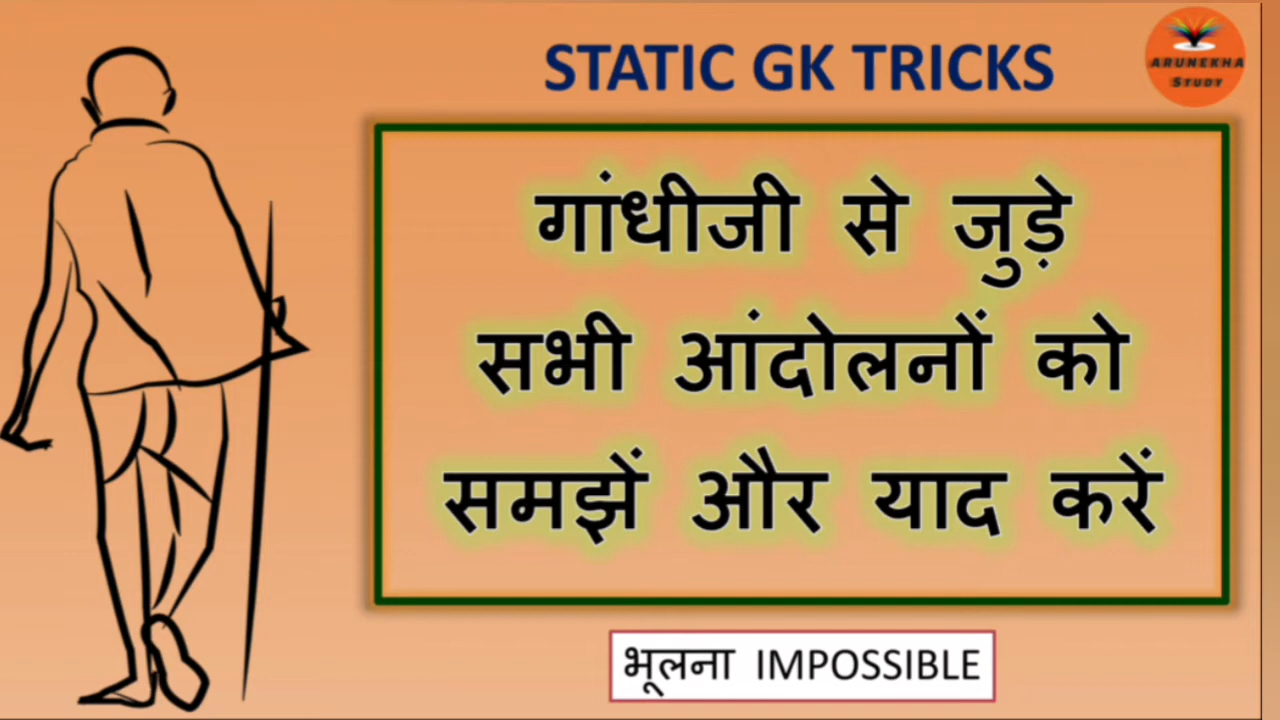 STATIC GK TRICKS
ARUNEKHA
STUDY
गांधीजी से जुड़े
सभी आंदोलनों को
समझें और याद करें
भूलना IMPOSSIBLE